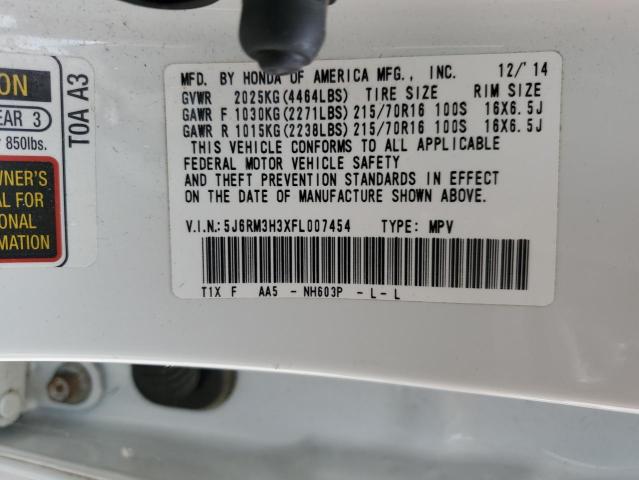 ON
EAR 3
850lbs.
WNER'S
AL FOR
ONAL
RMATION
T0A A3
MFD. BY HONDA OF AMERICA MFG., INC. 12/'14
GVWR 2025KG(4464LBS) TIRE SIZE RIM SIZE
GAWR F 1030KG(2271LBS)215/70R16 100S 16X6.5J
GAWR R 1015KG(2238LBS)215/70R16 100S 16X6.5J
THIS VEHICLE CONFORMS TO ALL APPLICABLE
FEDERAL MOTOR VEHICLE SAFETY
AND THEFT PREVENTION STANDARDS IN EFFECT
ON THE DATE OF MANUFACTURE SHOWN ABOVE.
V.I.N.:5J6RM3H3XFL007454 TYPE: MPV
T1X F AA5 - NH603P - L - L